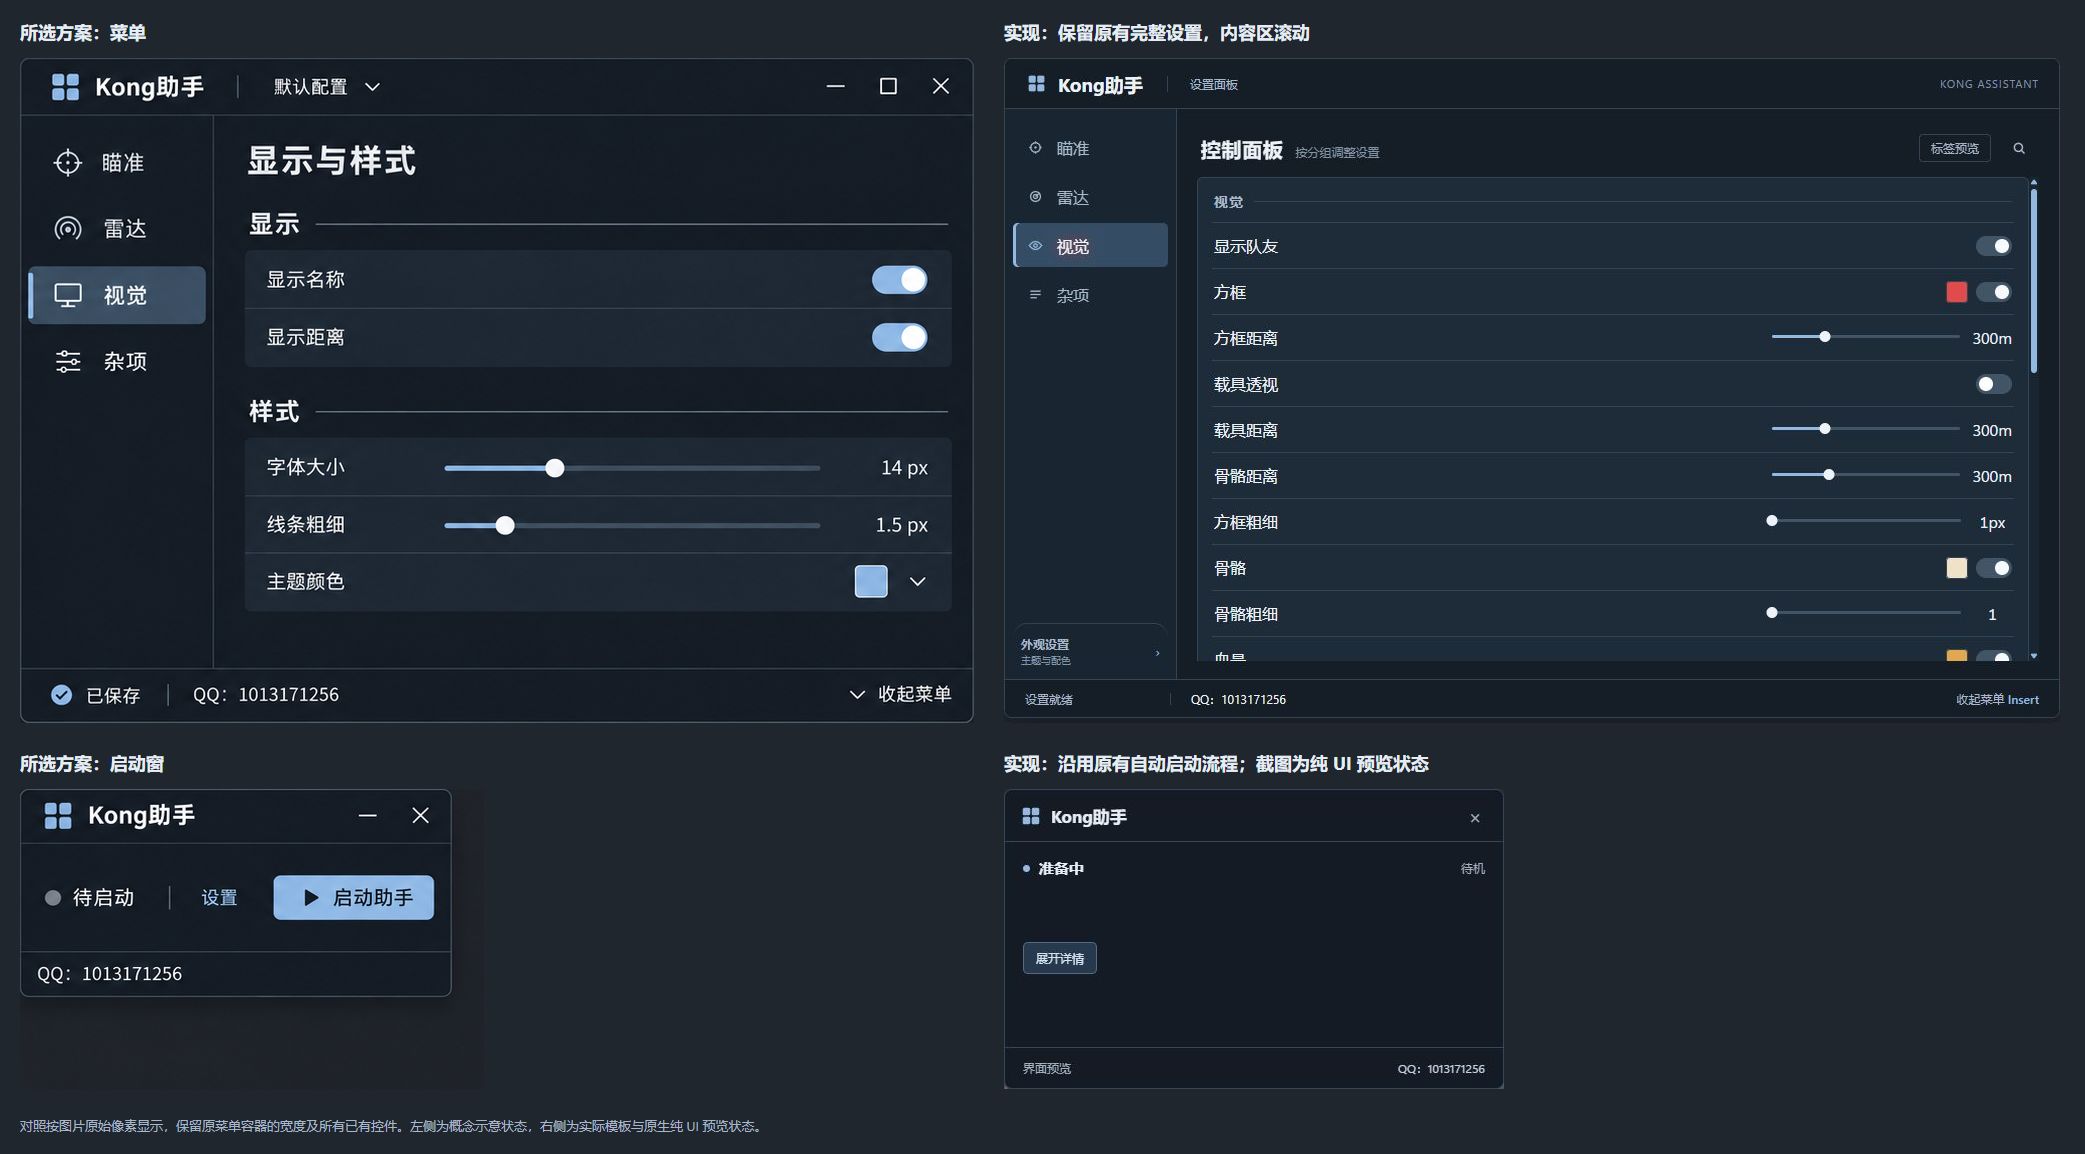 所选方案：菜单
Kong助手
默认配置
瞄准
雷达
视觉
杂项
显示与样式
显示
显示名称
显示距离
样式
字体大小
14 px
线条粗细
1.5 px
主题颜色
已保存
QQ：1013171256
收起菜单
实现：保留原有完整设置，内容区滚动
Kong助手
设置面板
KONG ASSISTANT
瞄准
雷达
视觉
杂项
外观设置
主题与配色
控制面板 按分组调整设置
标签预览
视觉
显示队友
方框
方框距离
300m
载具透视
载具距离
300m
骨骼距离
300m
方框粗细
1px
骨骼
骨骼粗细
1
设置就绪
QQ：1013171256
收起菜单 Insert
所选方案：启动窗
Kong助手
待启动
设置
启动助手
QQ：1013171256
实现：沿用原有自动启动流程；截图为纯 UI 预览状态
Kong助手
准备中
待机
展开详情
界面预览
QQ：1013171256
对照按图片原始像素显示，保留原菜单容器的宽度及所有已有控件。左侧为概念示意状态，右侧为实际模板与原生纯 UI 预览状态。